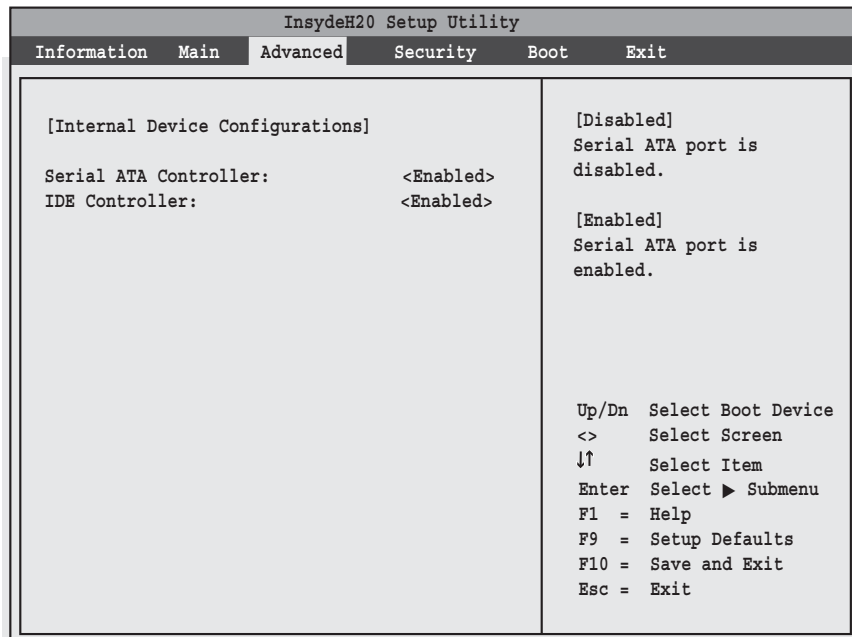 InsydeH20 Setup Utility
Information Main Advanced Security Boot Exit
[Internal Device Configurations]
Serial ATA Controller: <Enabled>
IDE Controller: <Enabled>
[Disabled]
Serial ATA port is
disabled.
[Enabled]
Serial ATA port is
enabled.
Up/Dn Select Boot Device
<> Select Screen
↓↑ Select Item
Enter Select ▶ Submenu
F1 = Help
F9 = Setup Defaults
F10 = Save and Exit
Esc = Exit